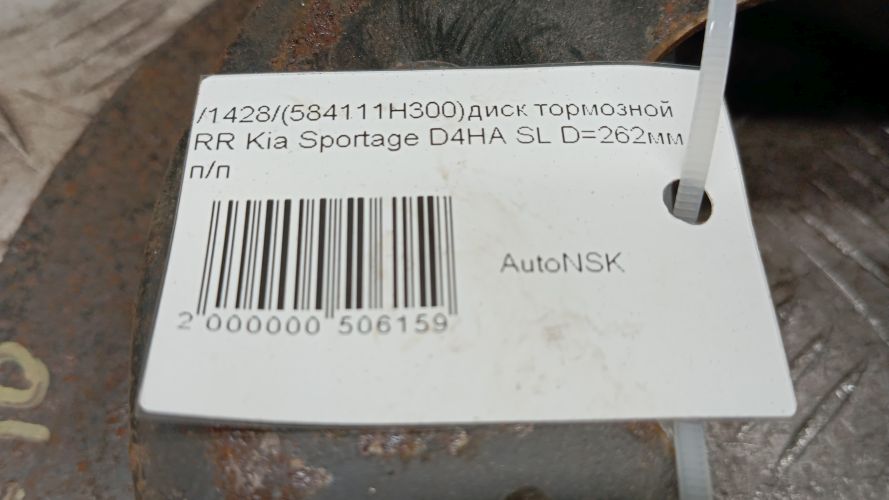 /1428/(584111H300)диск тормозной
RR Kia Sportage D4HA SL D=262мм
п/п
AutoNSK
2 000000 506159